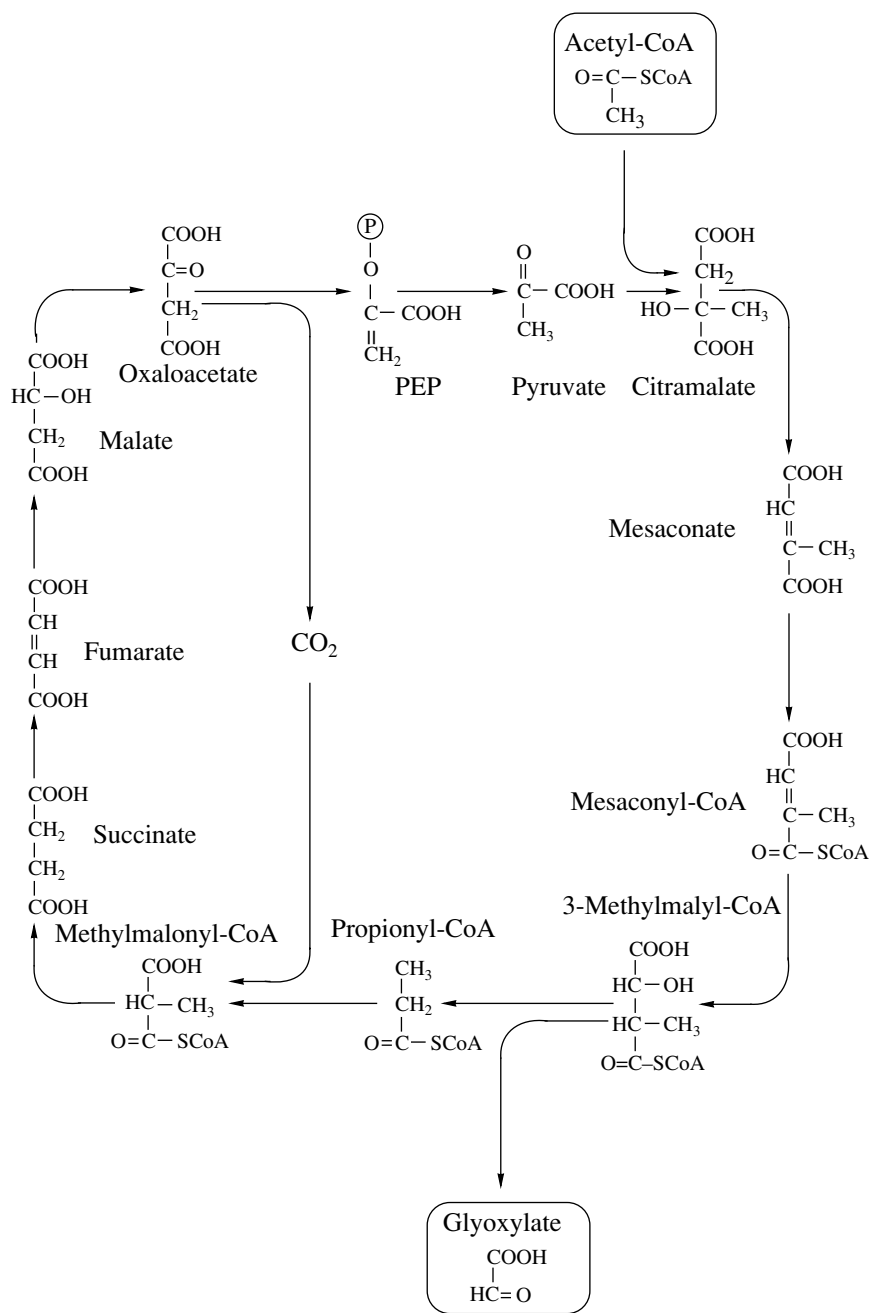 Acetyl-CoA
O=C–SCoA
CH3
COOH
C=O
CH2
COOH
Oxaloacetate
P
O
C–COOH
CH2
PEP
O
C–COOH
CH3
Pyruvate
COOH
CH2
HO–C–CH3
COOH
Citramalate
COOH
HC–OH
CH2
COOH
Malate
COOH
HC
C–CH3
COOH
Mesaconate
COOH
CH
CH
COOH
Fumarate
CO2
COOH
HC
C–CH3
O=C–SCoA
Mesaconyl-CoA
COOH
CH2
CH2
COOH
Succinate
Methylmalonyl-CoA
COOH
HC–CH3
O=C–SCoA
Propionyl-CoA
CH3
CH2
O=C–SCoA
3-Methylmalyl-CoA
COOH
CH–OH
HC–CH3
O=C–SCoA
Glyoxylate
COOH
HC=O